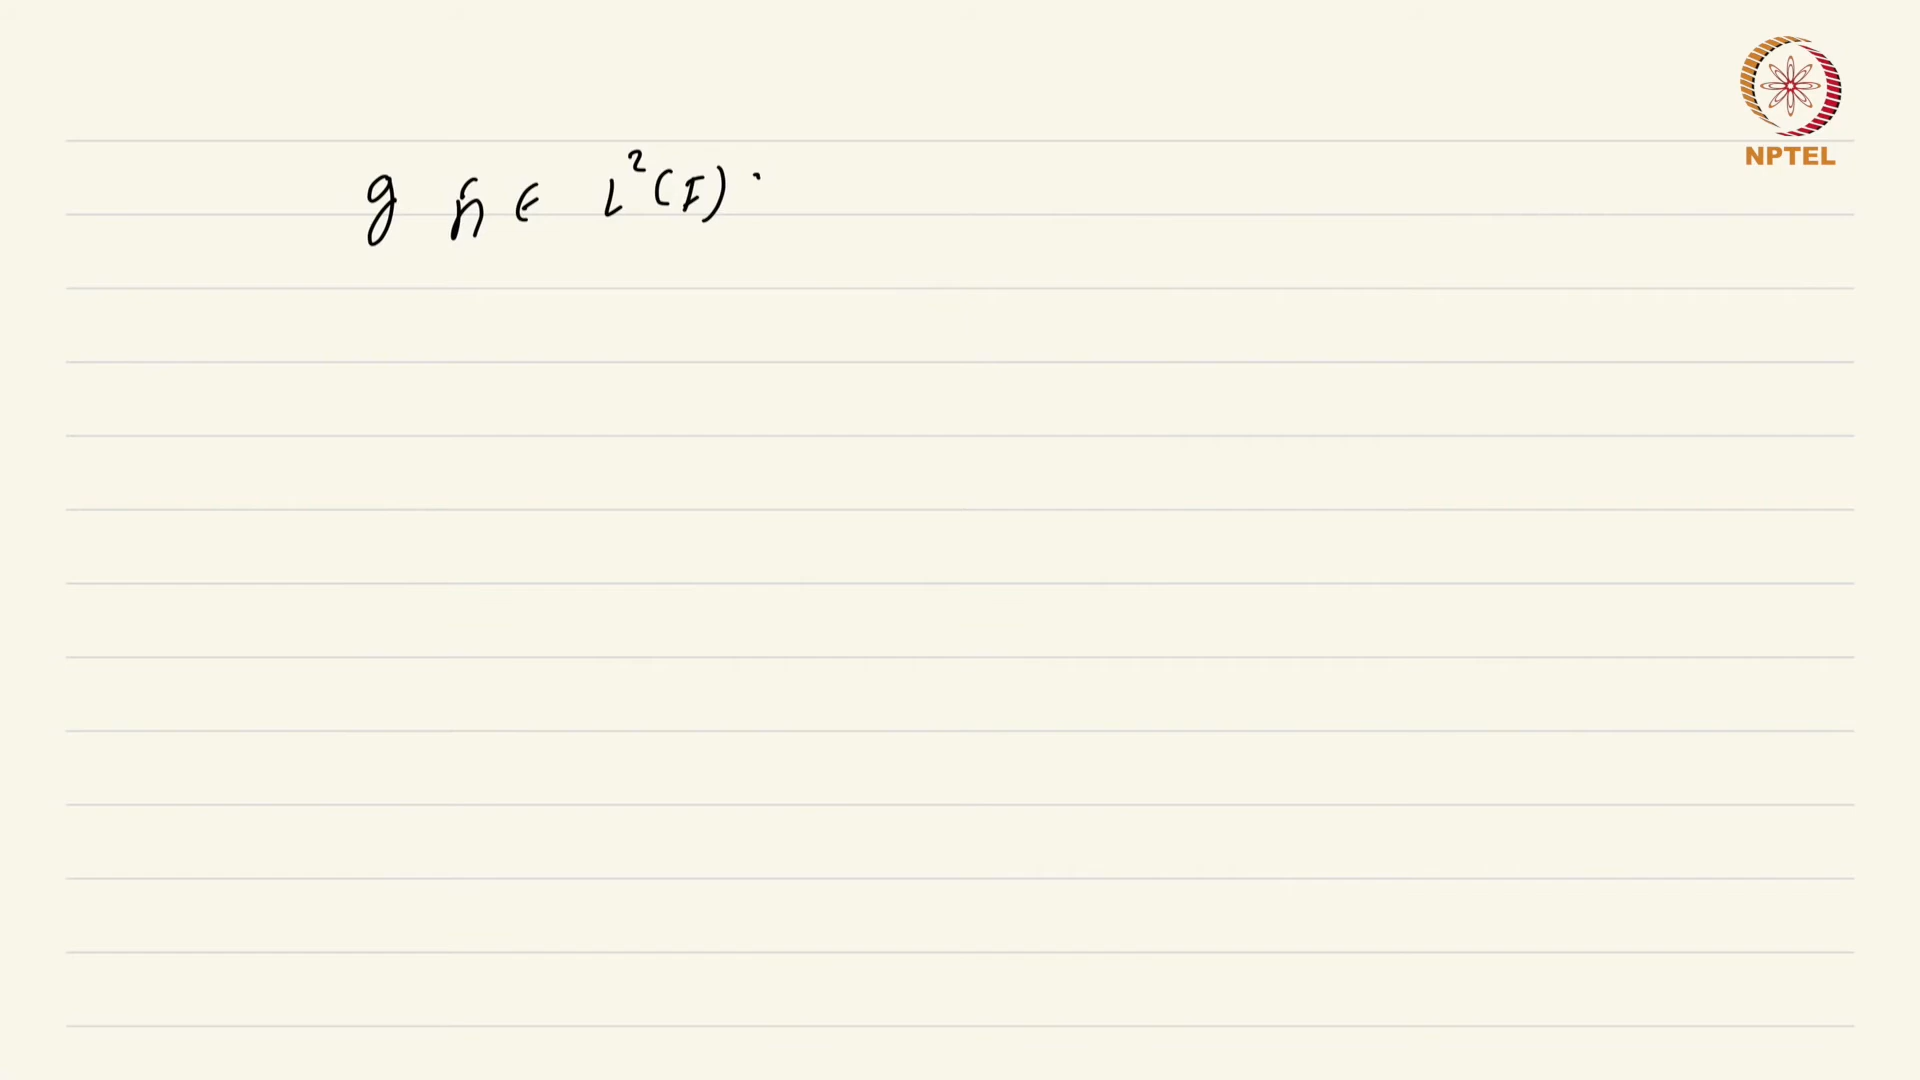 g h ∈ L²(I).
NPTEL